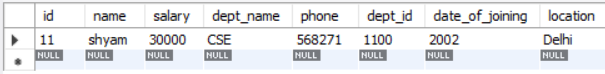 id name salary dept_name phone dept_id date_of_joining location
11 shyam 30000 CSE 568271 1100 2002 Delhi
NULL NULL NULL NULL NULL NULL NULL NULL